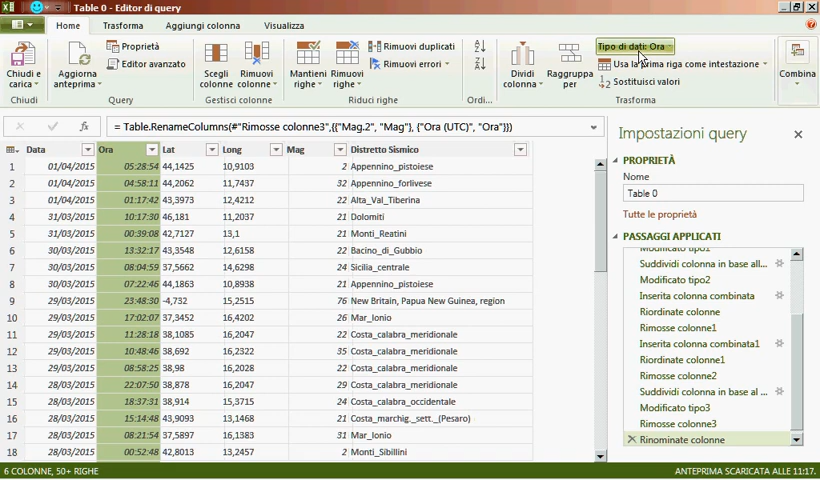 Table 0 - Editor di query
Home Trasforma Aggiungi colonna Visualizza
Chiudi e carica
Chiudi
Aggiorna anteprima
Proprietà
Editor avanzato
Query
Scegli colonne
Rimuovi colonne
Gestisci colonne
Mantieni righe
Rimuovi righe
Rimuovi duplicati
Rimuovi errori
Riduci righe
Ordi...
Dividi colonna
Raggruppa per
Tipo di dati: Ora
Usa la prima riga come intestazione
Sostituisci valori
Trasforma
Combina
= Table.RenameColumns(#"Rimosse colonne3",{{"Mag.2", "Mag"}, {"Ora (UTC)", "Ora"}})
Data Ora Lat Long Mag Distretto Sismico
1 01/04/2015 05:28:54 44,1425 10,9103 2 Appennino_pistoiese
2 01/04/2015 04:58:11 44,2062 11,7437 32 Appennino_forlivese
3 01/04/2015 01:17:42 43,3973 12,4212 22 Alta_Val_Tiberina
4 31/03/2015 10:17:30 46,181 11,2037 21 Dolomiti
5 31/03/2015 00:39:08 42,7127 13,1 21 Monti_Reatini
6 30/03/2015 13:32:17 43,3548 12,6158 22 Bacino_di_Gubbio
7 30/03/2015 08:04:59 37,5662 14,6298 24 Sicilia_centrale
8 30/03/2015 07:22:46 44,1863 10,8938 21 Appennino_pistoiese
9 29/03/2015 23:48:30 -4,732 15,2515 76 New Britain, Papua New Guinea, region
10 29/03/2015 17:02:07 37,3452 16,4202 26 Mar_Ionio
11 29/03/2015 11:28:18 38,1085 16,2047 22 Costa_calabra_meridionale
12 29/03/2015 10:48:46 38,692 16,2322 35 Costa_calabra_meridionale
13 29/03/2015 08:58:25 38,98 16,2028 22 Costa_calabra_meridionale
14 28/03/2015 22:07:50 38,878 16,2047 29 Costa_calabra_meridionale
15 28/03/2015 18:37:31 38,914 15,3715 24 Costa_calabra_occidentale
16 28/03/2015 15:14:48 43,9093 13,1468 21 Costa_marchig._sett._(Pesaro)
17 28/03/2015 08:21:54 37,5897 16,1383 31 Mar_Ionio
18 28/03/2015 00:52:48 42,8013 13,2457 2 Monti_Sibillini
Impostazioni query
PROPRIETÀ
Nome
Table 0
Tutte le proprietà
PASSAGGI APPLICATI
Modificato tipo1
Suddividi colonna in base all...
Modificato tipo2
Inserita colonna combinata
Riordinate colonne
Rimosse colonne1
Inserita colonna combinata1
Riordinate colonne1
Rimosse colonne2
Suddividi colonna in base al ...
Modificato tipo3
Rimosse colonne3
Rinominate colonne
6 COLONNE, 50+ RIGHE
ANTEPRIMA SCARICATA ALLE 11:17.